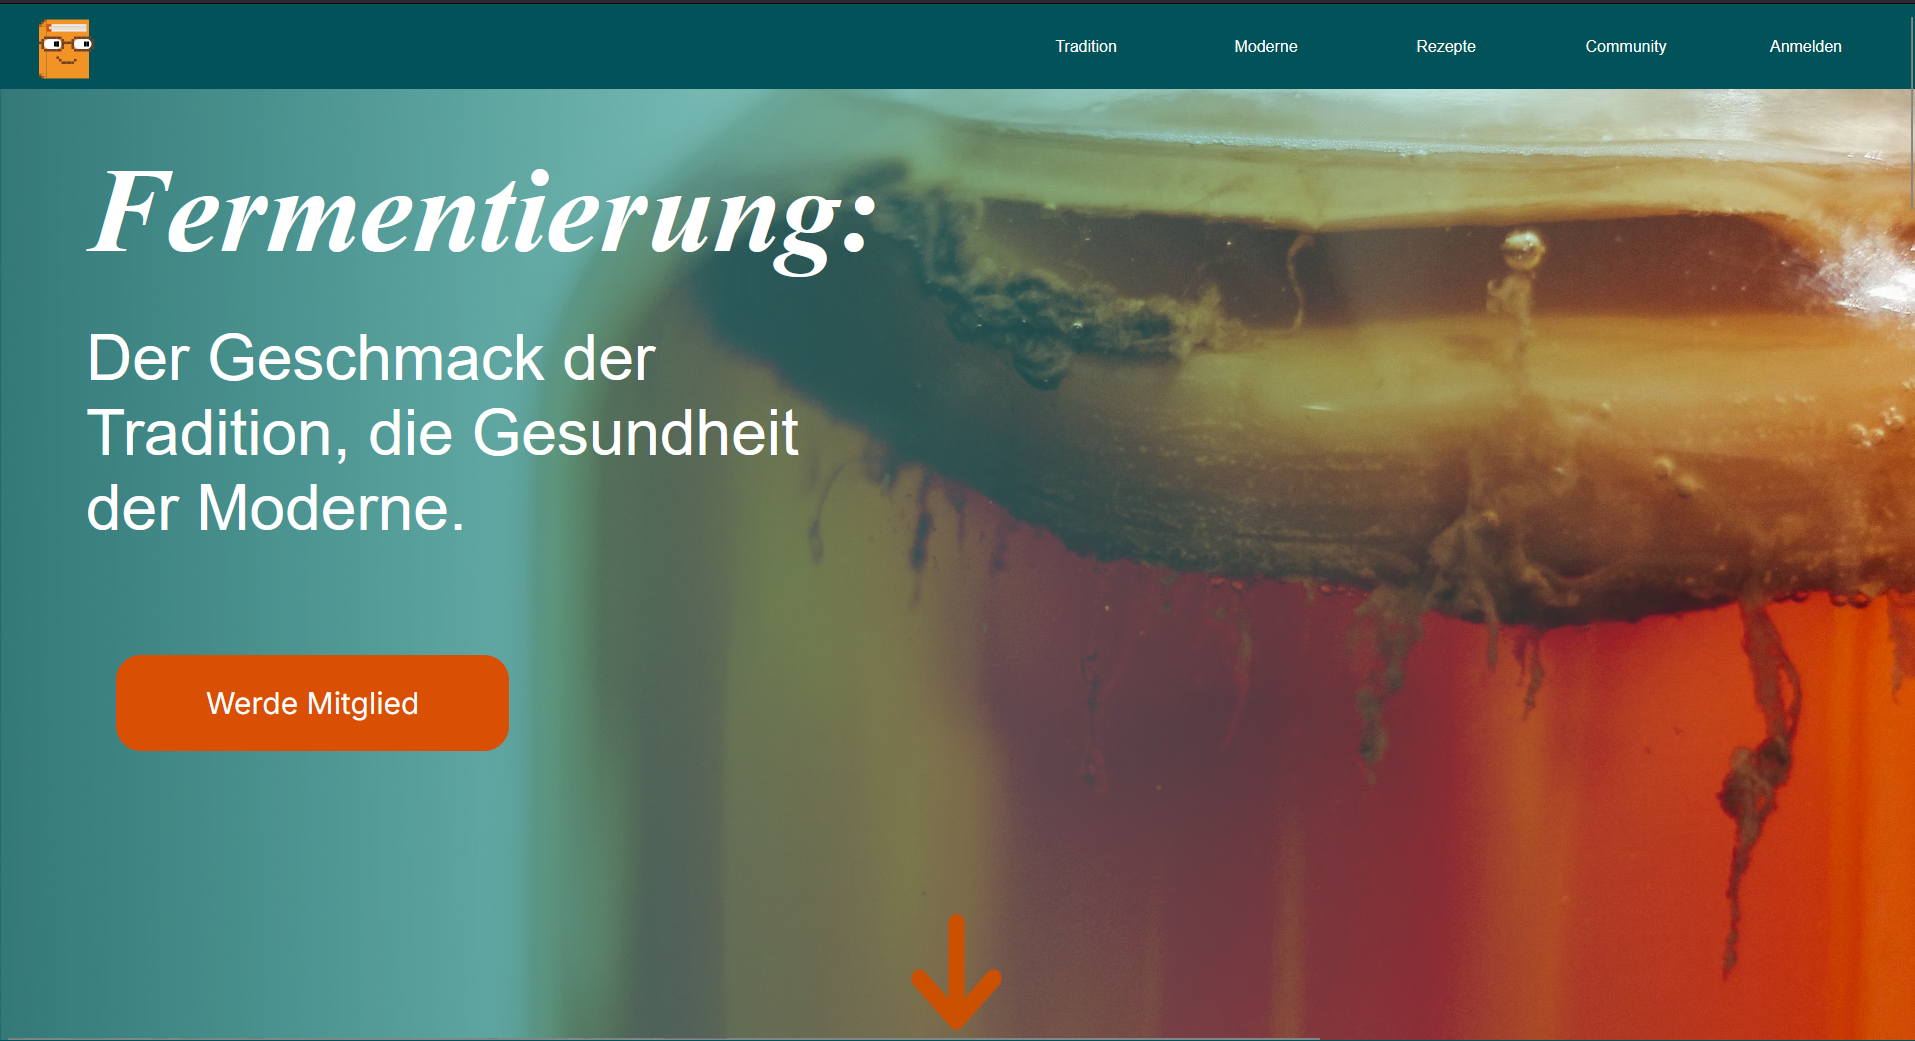 Tradition
Moderne
Rezepte
Community
Anmelden
Fermentierung:
Der Geschmack der
Tradition, die Gesundheit
der Moderne.
Werde Mitglied